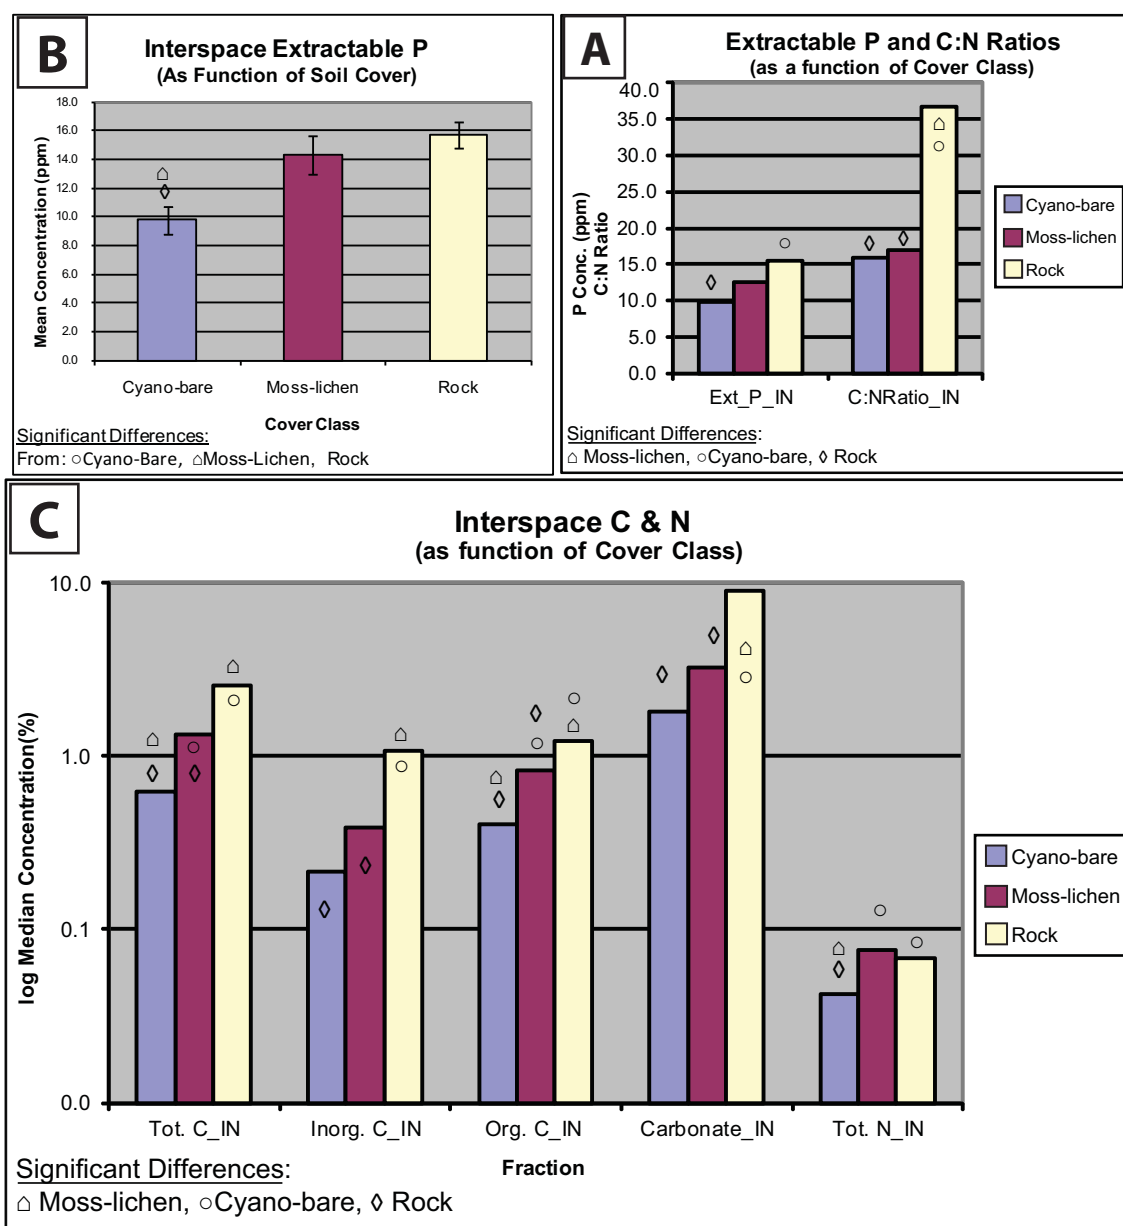 B
Interspace Extractable P
(As Function of Soil Cover)
Mean Concentration (ppm)
18.0
16.0
14.0
12.0
10.0
8.0
6.0
4.0
2.0
0.0
Cyano-bare Moss-lichen Rock
Cover Class
Significant Differences:
From: ○Cyano-Bare, ⌂Moss-Lichen, Rock
A
Extractable P and C:N Ratios
(as a function of Cover Class)
P Conc. (ppm)
C:N Ratio
40.0
35.0
30.0
25.0
20.0
15.0
10.0
5.0
0.0
Ext_P_IN C:NRatio_IN
Cyano-bare
Moss-lichen
Rock
Significant Differences:
⌂ Moss-lichen, ○Cyano-bare, ◊ Rock
C
Interspace C & N
(as function of Cover Class)
log Median Concentration(%)
10.0
1.0
0.1
0.0
Tot. C_IN Inorg. C_IN Org. C_IN Carbonate_IN Tot. N_IN
Fraction
Cyano-bare
Moss-lichen
Rock
Significant Differences:
⌂ Moss-lichen, ○Cyano-bare, ◊ Rock